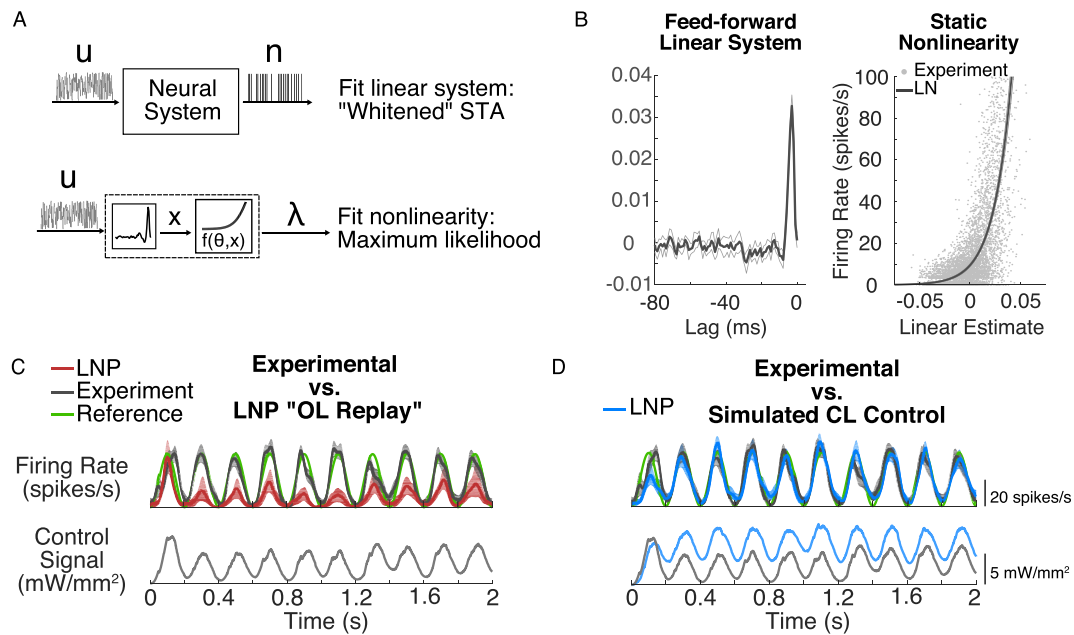 A
u
n
Neural
System
Fit linear system:
"Whitened" STA
u
x
f(θ,x)
λ
Fit nonlinearity:
Maximum likelihood
B
Feed-forward
Linear System
0.04
0.03
0.02
0.01
0
-0.01
-80
-40
0
Lag (ms)
Static
Nonlinearity
Experiment
LN
Firing Rate (spikes/s)
100
80
60
40
20
0
-0.05
0
0.05
Linear Estimate
C
LNP
Experiment
Reference
Experimental
vs.
LNP "OL Replay"
Firing Rate
(spikes/s)
Control
Signal
(mW/mm²)
0
0.4
0.8
1.2
1.6
2
Time (s)
D
LNP
Experimental
vs.
Simulated CL Control
20 spikes/s
5 mW/mm²
0
0.4
0.8
1.2
1.6
2
Time (s)